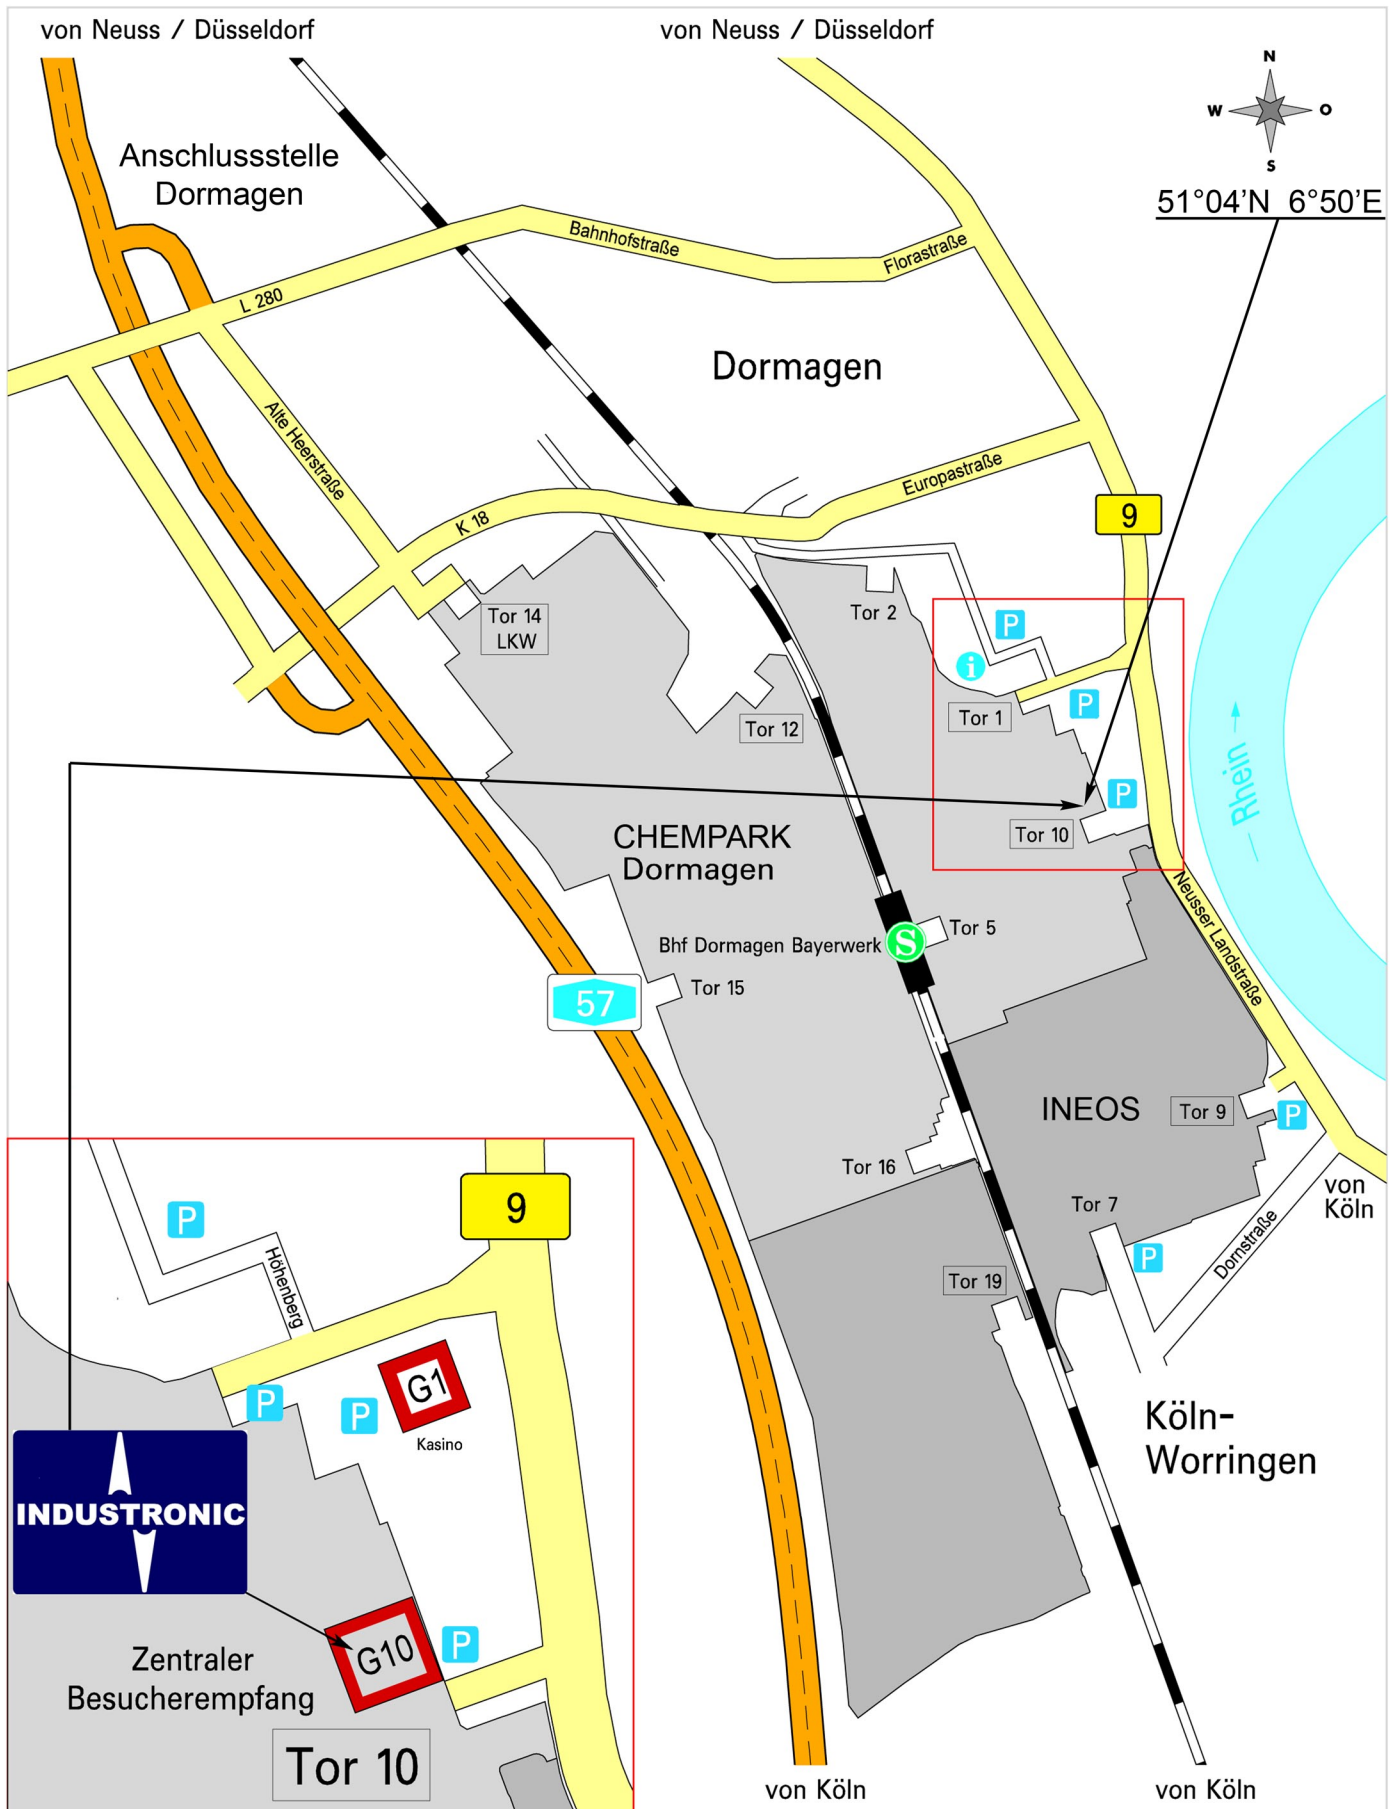 von Neuss / Düsseldorf
von Neuss / Düsseldorf
N
W
O
S
51°04'N 6°50'E
Anschlussstelle
Dormagen
Bahnhofstraße
Florastraße
L 280
Dormagen
Alte Heerstraße
Europastraße
K 18
9
Tor 2
Tor 14
LKW
P
i
P
Tor 1
Tor 12
Rhein
P
Tor 10
CHEMPARK
Dormagen
Neusser Landstraße
Tor 5
Bhf Dormagen Bayerwerk
S
Tor 15
57
INEOS
Tor 9
P
Tor 16
von
Köln
Tor 7
Dornstraße
P
Tor 19
Köln-
Worringen
9
P
Höhenberg
G1
P
P
Kasino
INDUSTRONIC
G10
P
Zentraler
Besucherempfang
Tor 10
von Köln
von Köln